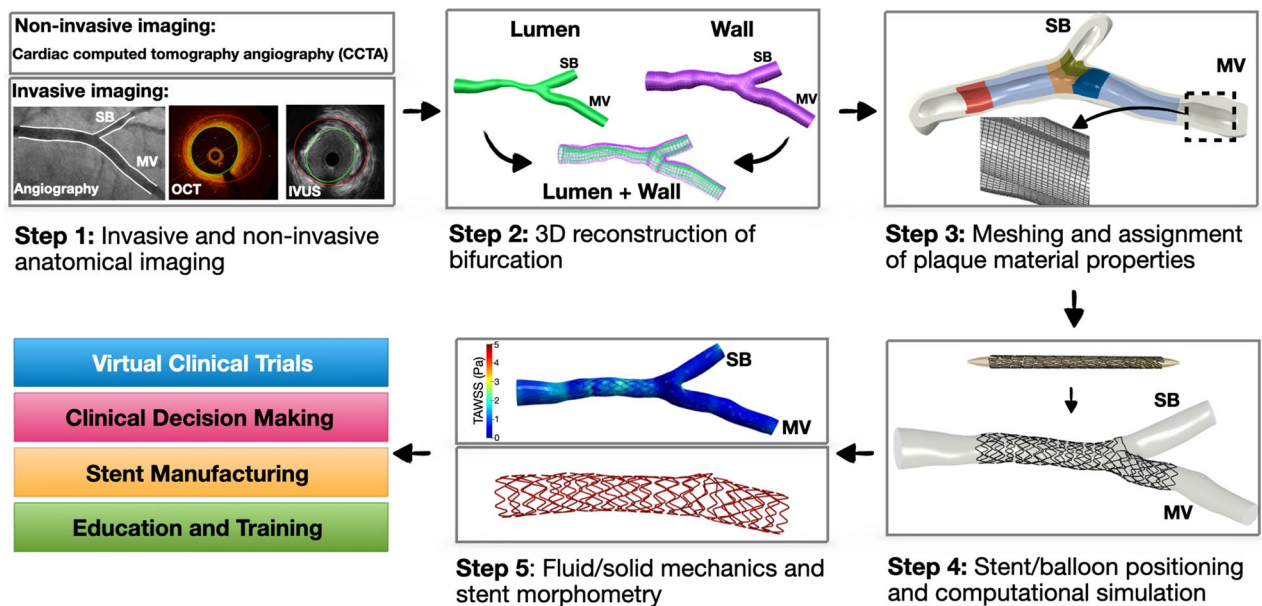 Non-invasive imaging:
Cardiac computed tomography angiography (CCTA)
Invasive imaging:
SB
MV
Angiography
OCT
IVUS
Step 1: Invasive and non-invasive
anatomical imaging
Lumen
Wall
SB
MV
SB
MV
Lumen + Wall
Step 2: 3D reconstruction of
bifurcation
SB
MV
Step 3: Meshing and assignment
of plaque material properties
Virtual Clinical Trials
Clinical Decision Making
Stent Manufacturing
Education and Training
TAWSS (Pa)
5
4
3
2
1
0
SB
MV
Step 5: Fluid/solid mechanics and
stent morphometry
SB
MV
Step 4: Stent/balloon positioning
and computational simulation